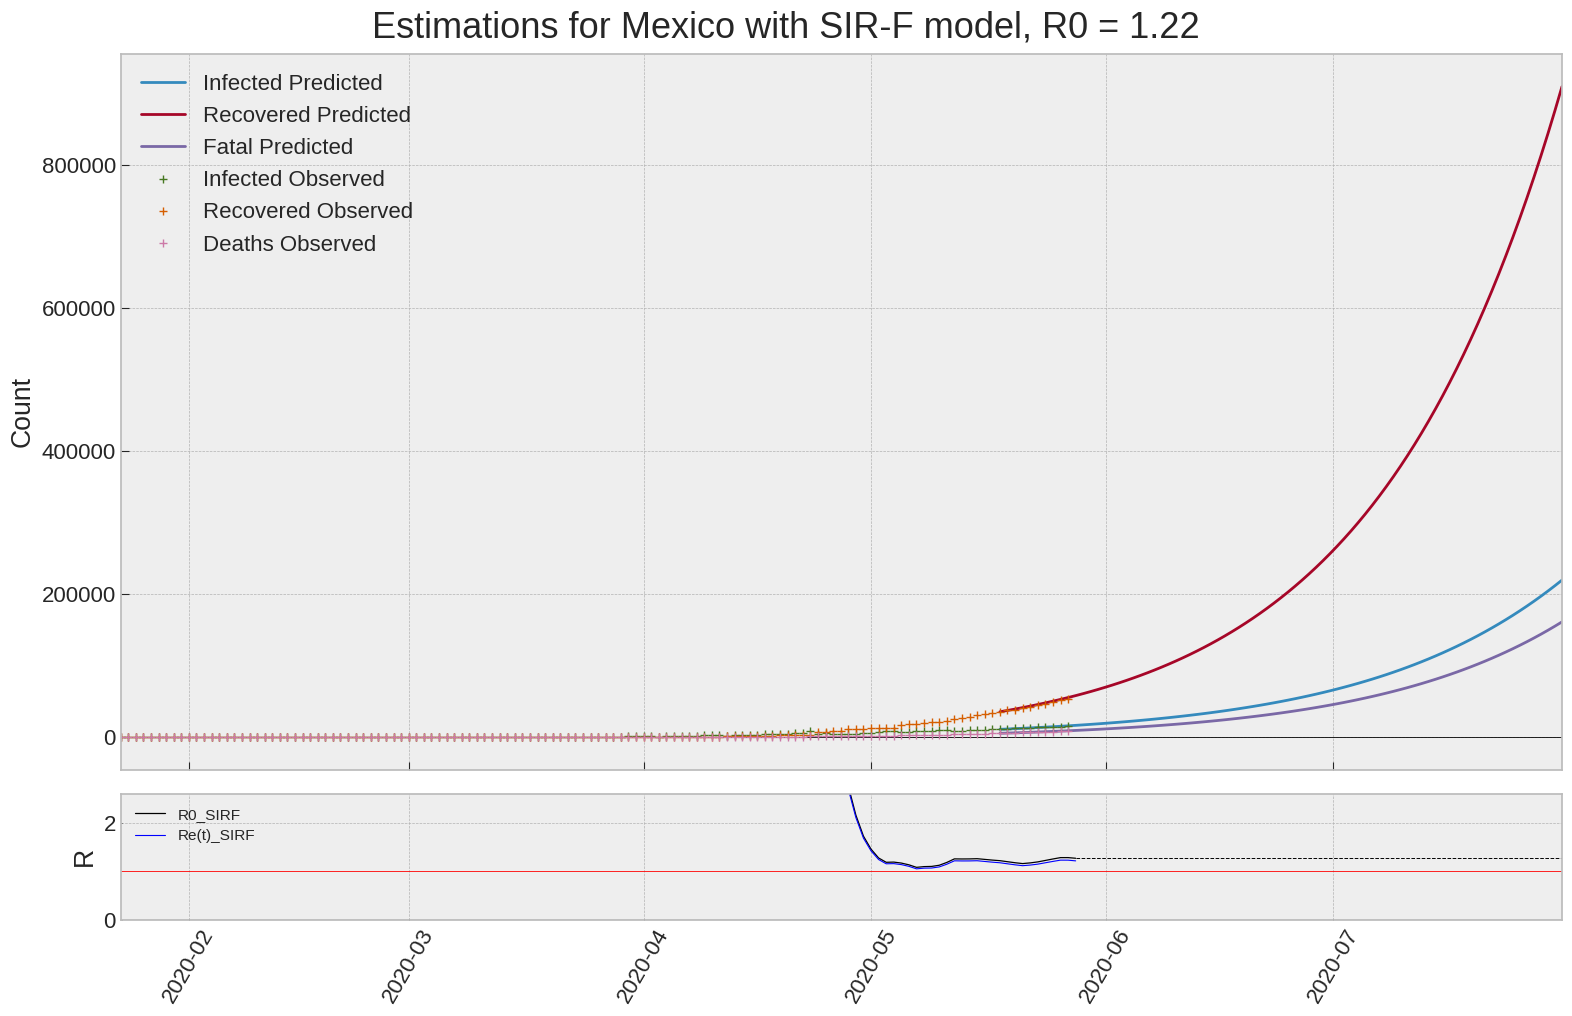 Estimations for Mexico with SIR-F model, R0 = 1.22
Infected Predicted
Recovered Predicted
Fatal Predicted
Infected Observed
Recovered Observed
Deaths Observed
800000
600000
400000
200000
0
Count
R0_SIRF
Re(t)_SIRF
2
0
R
2020-02
2020-03
2020-04
2020-05
2020-06
2020-07